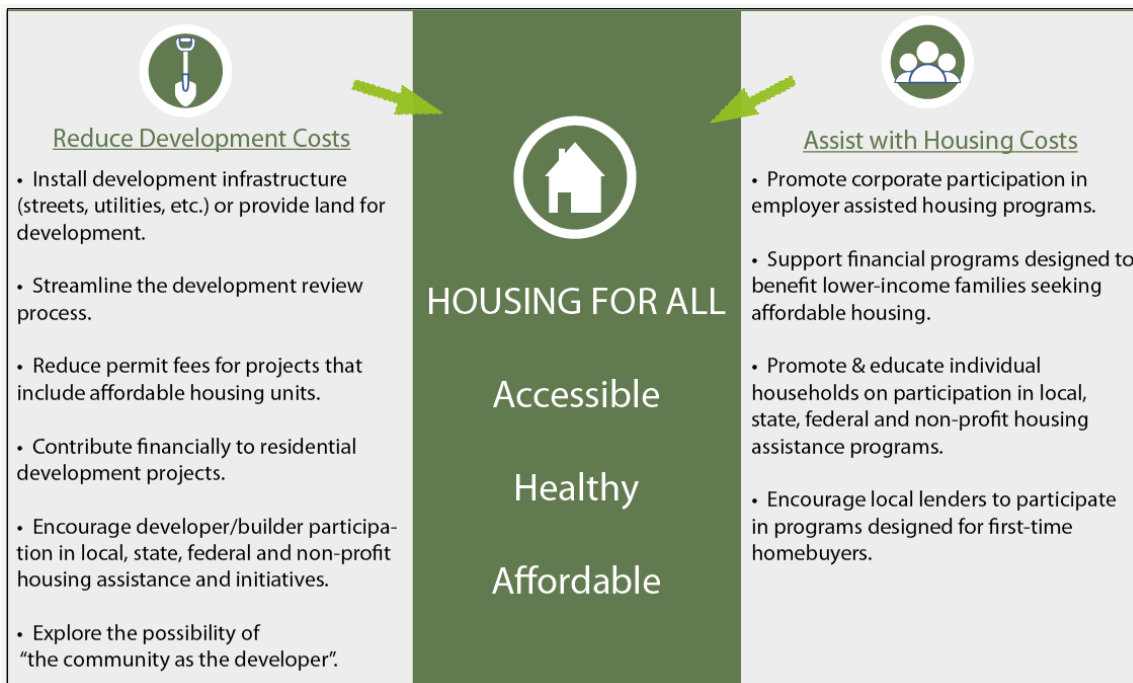 Reduce Development Costs
• Install development infrastructure
(streets, utilities, etc.) or provide land for
development.
• Streamline the development review
process.
• Reduce permit fees for projects that
include affordable housing units.
• Contribute financially to residential
development projects.
• Encourage developer/builder participa-
tion in local, state, federal and non-profit
housing assistance and initiatives.
• Explore the possibility of
“the community as the developer”.
HOUSING FOR ALL
Accessible
Healthy
Affordable
Assist with Housing Costs
• Promote corporate participation in
employer assisted housing programs.
• Support financial programs designed to
benefit lower-income families seeking
affordable housing.
• Promote & educate individual
households on participation in local,
state, federal and non-profit housing
assistance programs.
• Encourage local lenders to participate
in programs designed for first-time
homebuyers.